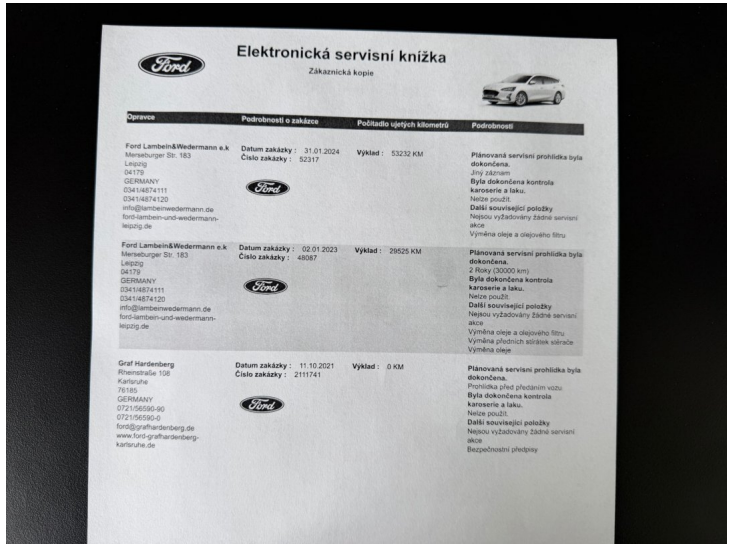 Ford
Elektronická servisní knížka
Zákaznická kopie
Opravce
Podrobnosti o zakázce
Počítadlo ujetých kilometrů
Podrobnosti
Ford Lambein&Wedermann e.k
Merseburger Str. 183
Leipzig
04179
GERMANY
0341/4874111
0341/4874120
info@lambeinwedermann.de
ford-lambein-und-wedermann-
leipzig.de
Datum zakázky : 31.01.2024
Číslo zakázky : 52317
Ford
Výklad : 53232 KM
Plánovaná servisní prohlídka byla
dokončena.
Jiný záznam
Byla dokončena kontrola
karoserie a laku.
Nelze použít.
Další související položky
Nejsou vyžadovány žádné servisní
akce
Výměna oleje a olejového filtru
Ford Lambein&Wedermann e.k
Merseburger Str. 183
Leipzig
04179
GERMANY
0341/4874111
0341/4874120
info@lambeinwedermann.de
ford-lambein-und-wedermann-
leipzig.de
Datum zakázky : 02.01.2023
Číslo zakázky : 48087
Ford
Výklad : 29525 KM
Plánovaná servisní prohlídka byla
dokončena.
2 Roky (30000 km)
Byla dokončena kontrola
karoserie a laku.
Nelze použít.
Další související položky
Nejsou vyžadovány žádné servisní
akce
Výměna oleje a olejového filtru
Výměna předních stírátek stěrače
Výměna oleje
Graf Hardenberg
Rheinstraße 108
Karlsruhe
76185
GERMANY
0721/56590-90
0721/56590-0
ford@grafhardenberg.de
www.ford-grafhardenberg-
karlsruhe.de
Datum zakázky : 11.10.2021
Číslo zakázky : 2111741
Ford
Výklad : 0 KM
Plánovaná servisní prohlídka byla
dokončena.
Prohlídka před předáním vozu
Byla dokončena kontrola
karoserie a laku.
Nelze použít.
Další související položky
Nejsou vyžadovány žádné servisní
akce
Bezpečnostní předpisy